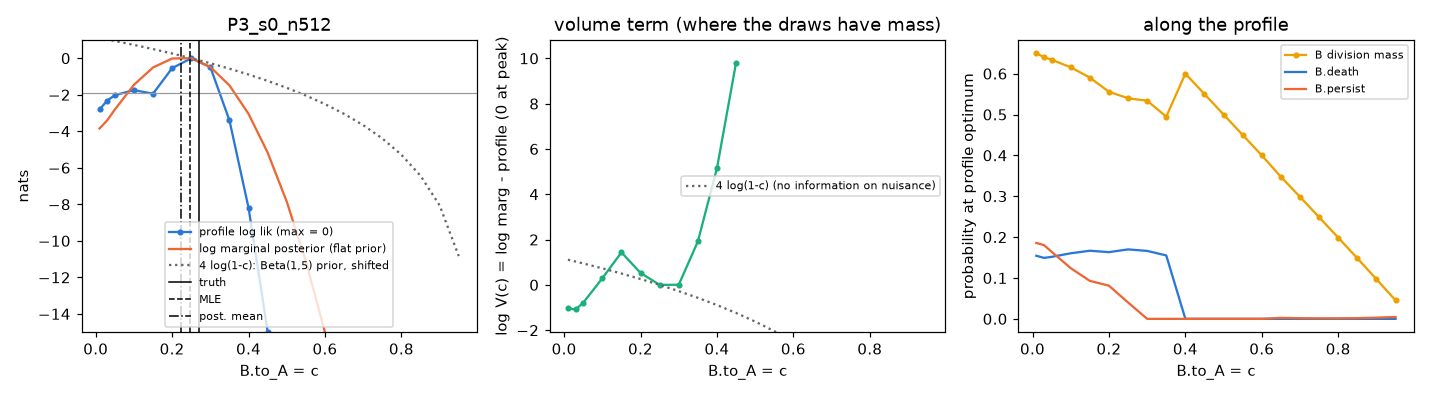 P3_s0_n512
nats
0
−2
−4
−6
−8
−10
−12
−14
profile log lik (max = 0)
log marginal posterior (flat prior)
4 log(1-c): Beta(1,5) prior, shifted
truth
MLE
post. mean
0.0 0.2 0.4 0.6 0.8
B.to_A = c
volume term (where the draws have mass)
log V(c) = log marg - profile (0 at peak)
10
8
6
4
2
0
−2
4 log(1-c) (no information on nuisance)
0.0 0.2 0.4 0.6 0.8
B.to_A = c
along the profile
probability at profile optimum
0.6
0.5
0.4
0.3
0.2
0.1
0.0
B division mass
B.death
B.persist
0.0 0.2 0.4 0.6 0.8
B.to_A = c